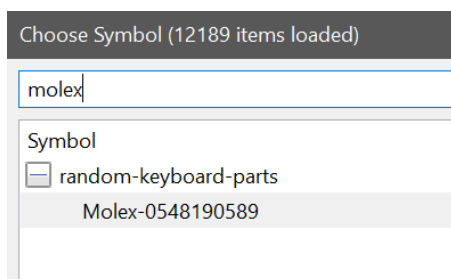 Choose Symbol (12189 items loaded)
molex
Symbol
random-keyboard-parts
Molex-0548190589